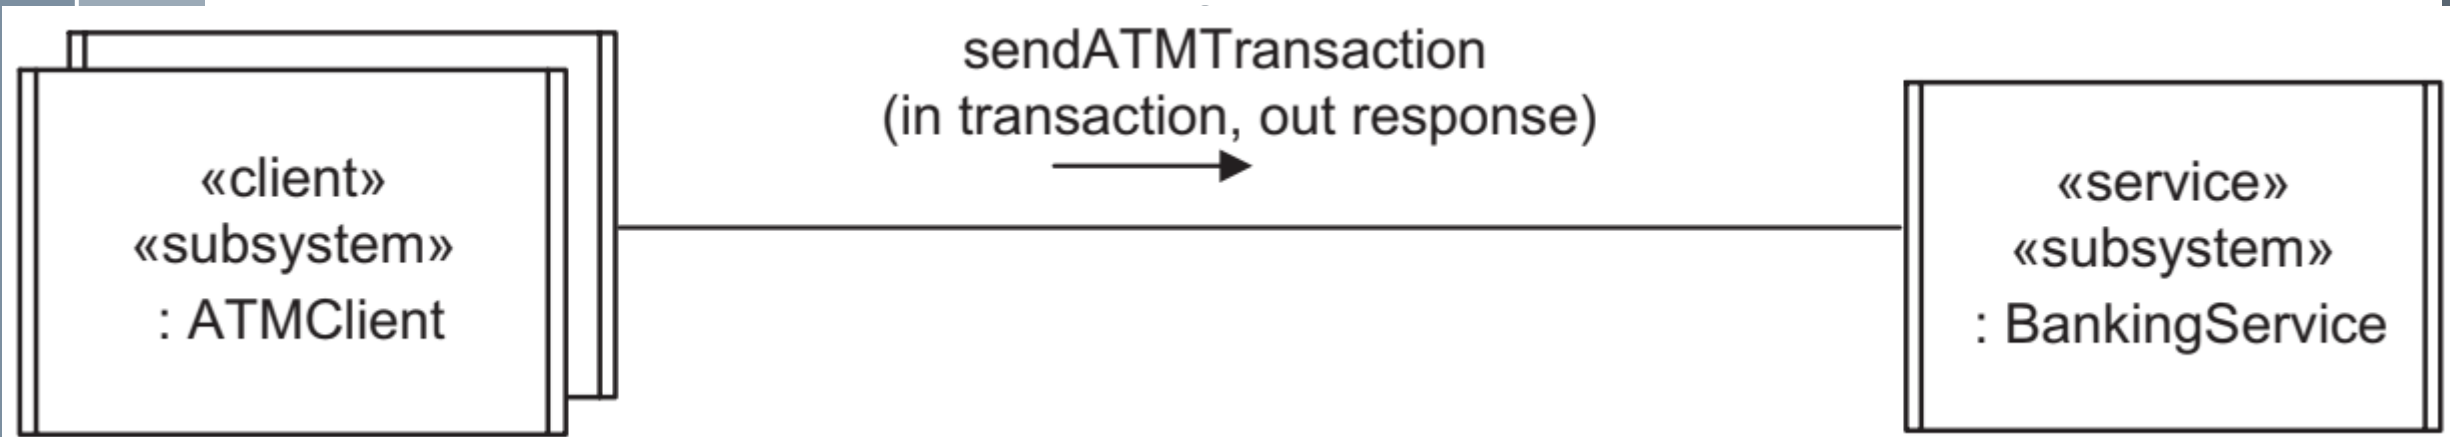 «client»
«subsystem»
: ATMClient
sendATMTransaction
(in transaction, out response)
«service»
«subsystem»
: BankingService